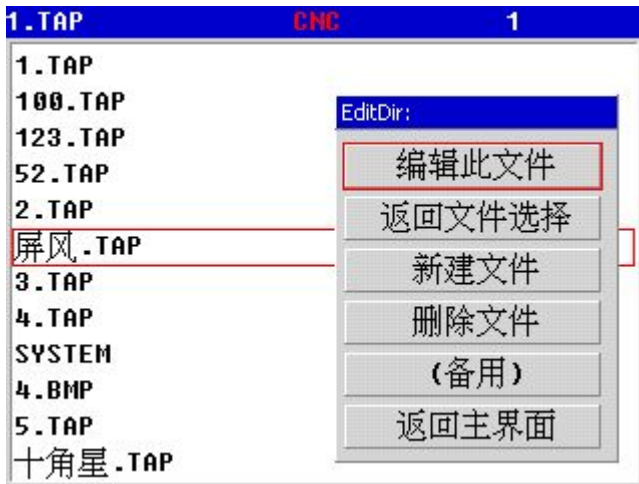 1.TAP CNC 1
1.TAP
100.TAP
123.TAP
52.TAP
2.TAP
屏风.TAP
3.TAP
4.TAP
SYSTEM
4.BMP
5.TAP
十角星.TAP
EditDir:
编辑此文件
返回文件选择
新建文件
删除文件
(备用)
返回主界面